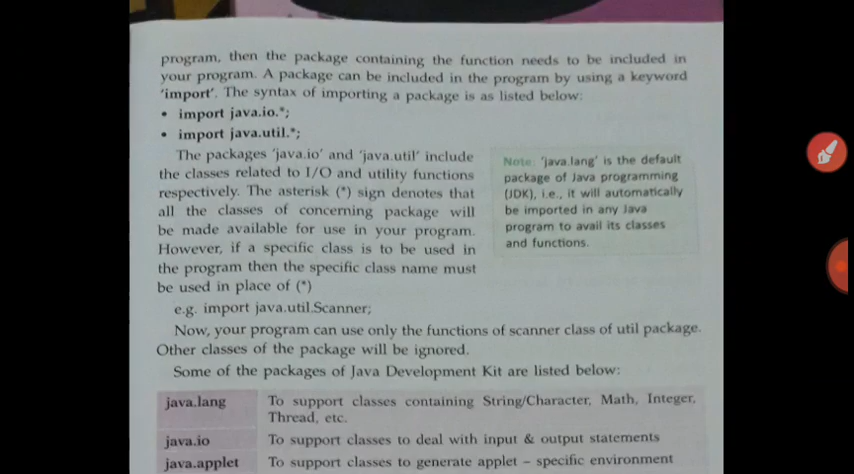 program, then the package containing the function needs to be included in
your program. A package can be included in the program by using a keyword
'import'. The syntax of importing a package is as listed below:
• import java.io.*;
• import java.util.*;
The packages 'java.io' and 'java.util' include
the classes related to I/O and utility functions
respectively. The asterisk (*) sign denotes that
all the classes of concerning package will
be made available for use in your program.
However, if a specific class is to be used in
the program then the specific class name must
be used in place of (*)
Note: 'java.lang' is the default
package of Java programming
(JDK), i.e., it will automatically
be imported in any Java
program to avail its classes
and functions.
e.g. import java.util.Scanner;
Now, your program can use only the functions of scanner class of util package.
Other classes of the package will be ignored.
Some of the packages of Java Development Kit are listed below:
java.lang To support classes containing String/Character, Math, Integer,
Thread, etc.
java.io To support classes to deal with input & output statements
java.applet To support classes to generate applet – specific environment